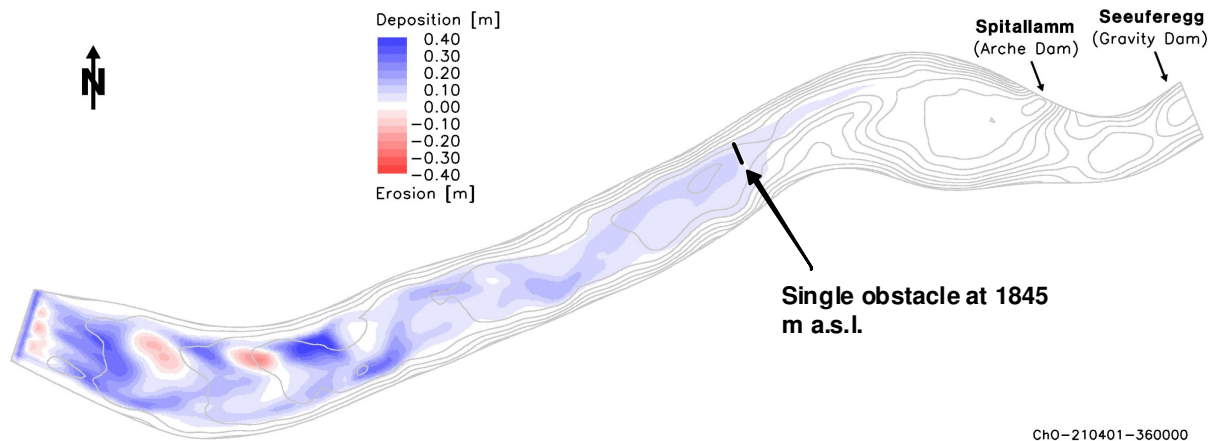 Deposition [m]
0.40
0.30
0.20
0.10
0.00
-0.10
-0.20
-0.30
-0.40
Erosion [m]
N
Spitallamm
(Arche Dam)
Seeuferegg
(Gravity Dam)
Single obstacle at 1845
m a.s.l.
ChO-210401-360000